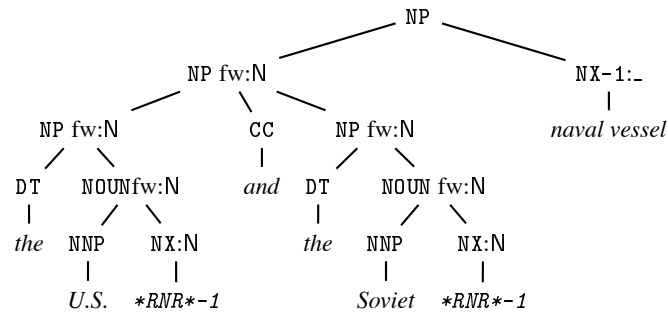 NP
NP fw:N NX-1:_
NP fw:N CC NP fw:N naval vessel
DT NOUNfw:N and DT NOUN fw:N
the NNP NX:N the NNP NX:N
U.S. *RNR*-1 Soviet *RNR*-1